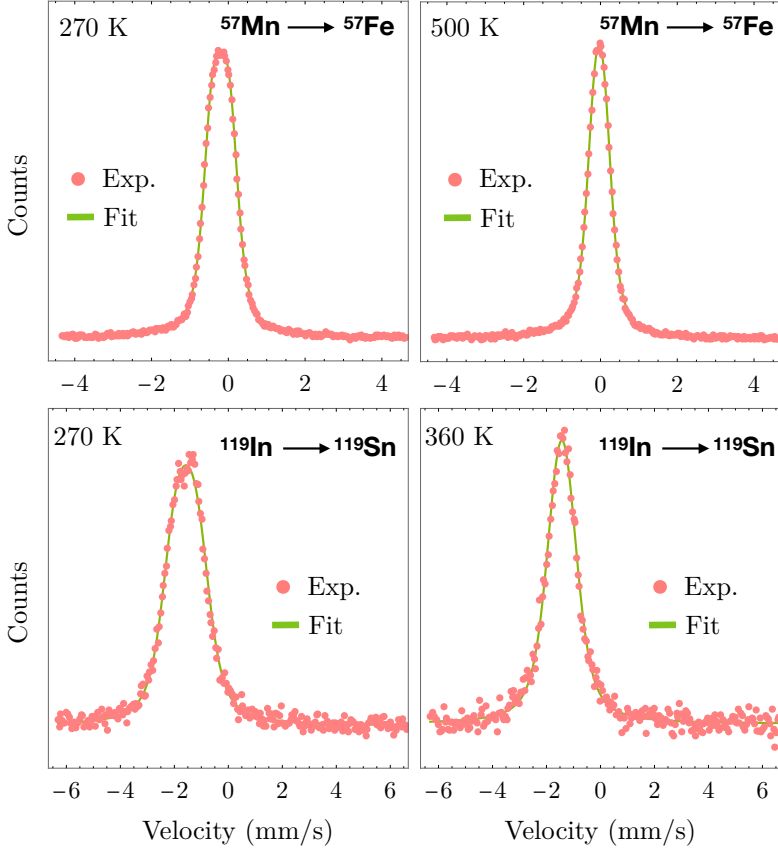 270 K
⁵⁷Mn → ⁵⁷Fe
Counts
Exp.
Fit
−4 −2 0 2 4
500 K
⁵⁷Mn → ⁵⁷Fe
Exp.
Fit
−4 −2 0 2 4
270 K
¹¹⁹In → ¹¹⁹Sn
Counts
Exp.
Fit
−6 −4 −2 0 2 4 6
Velocity (mm/s)
360 K
¹¹⁹In → ¹¹⁹Sn
Exp.
Fit
−6 −4 −2 0 2 4 6
Velocity (mm/s)